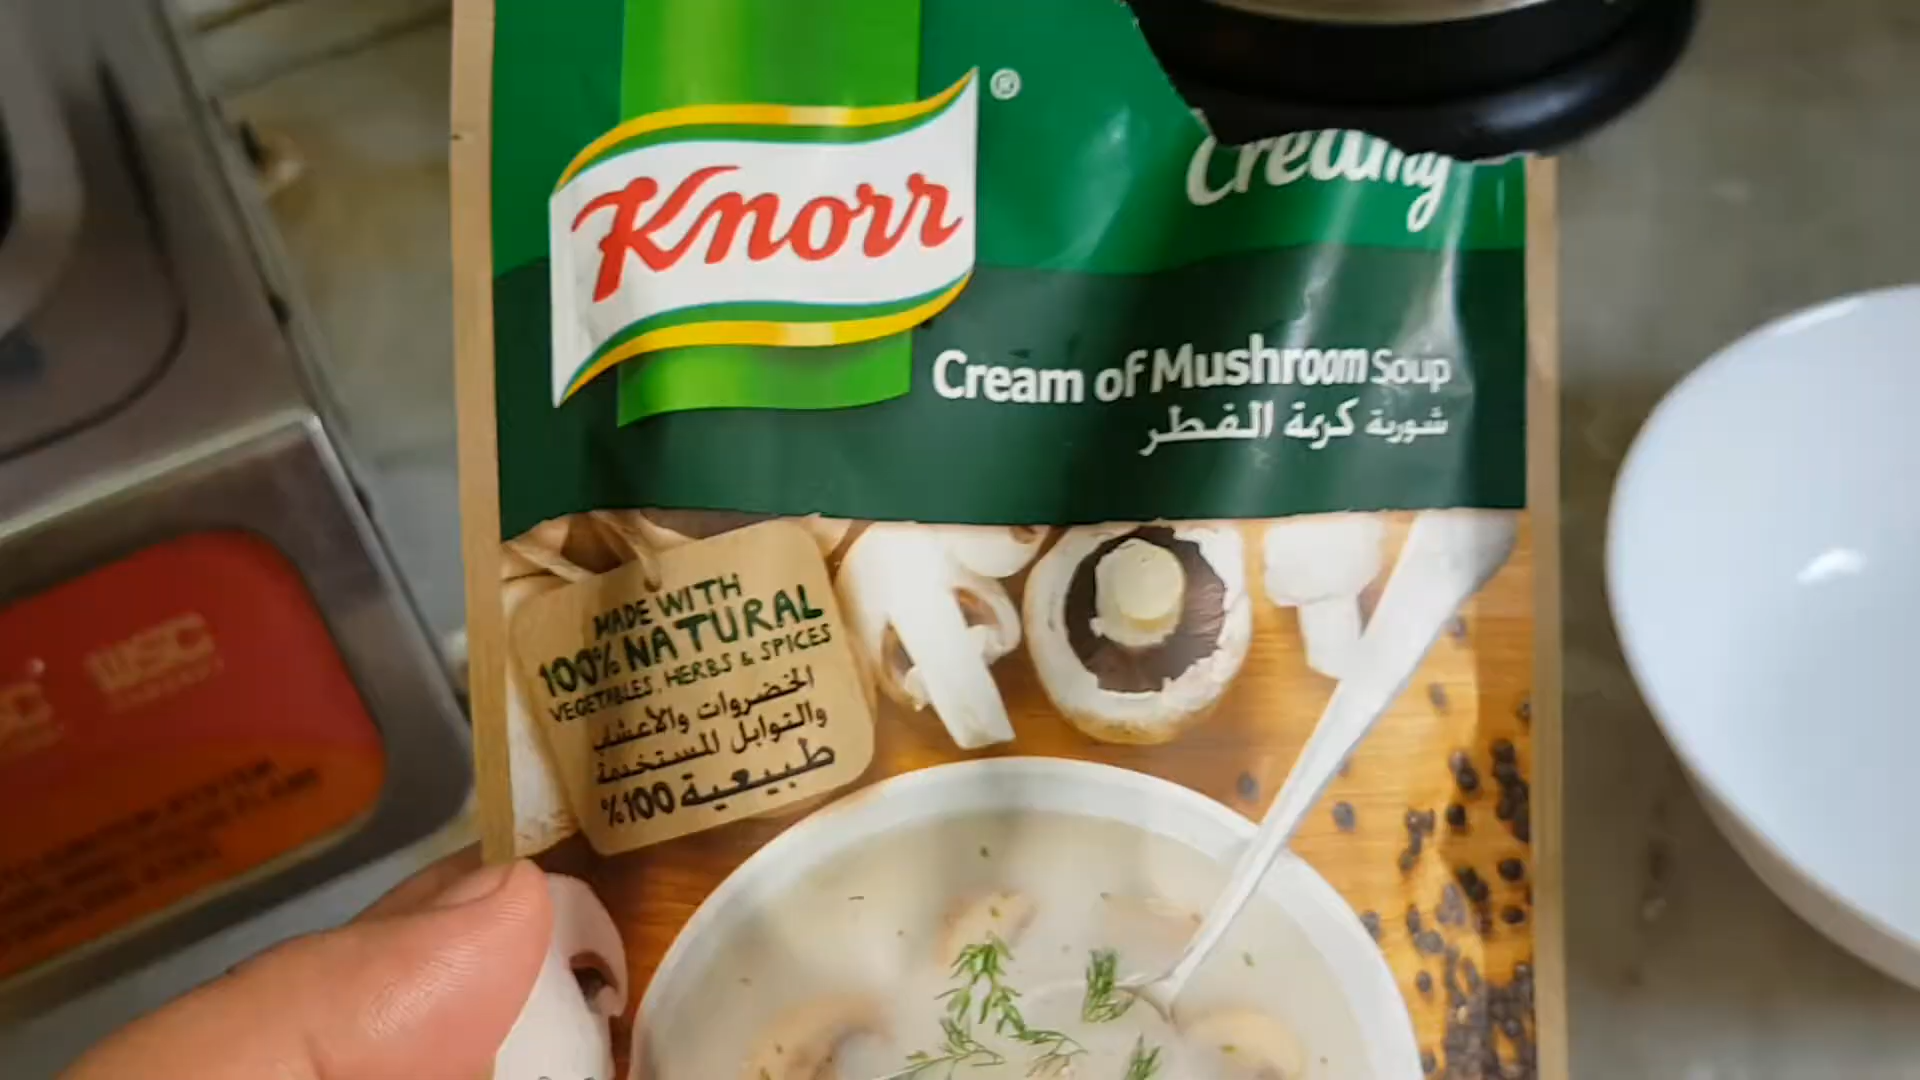 Knorr®
Creamy
Cream of Mushroom Soup
شوربة كريمة الفطر
MADE WITH
100% NATURAL
VEGETABLES, HERBS & SPICES
الخضروات والأعشاب
والتوابل المستخدمة
طبيعية 100%